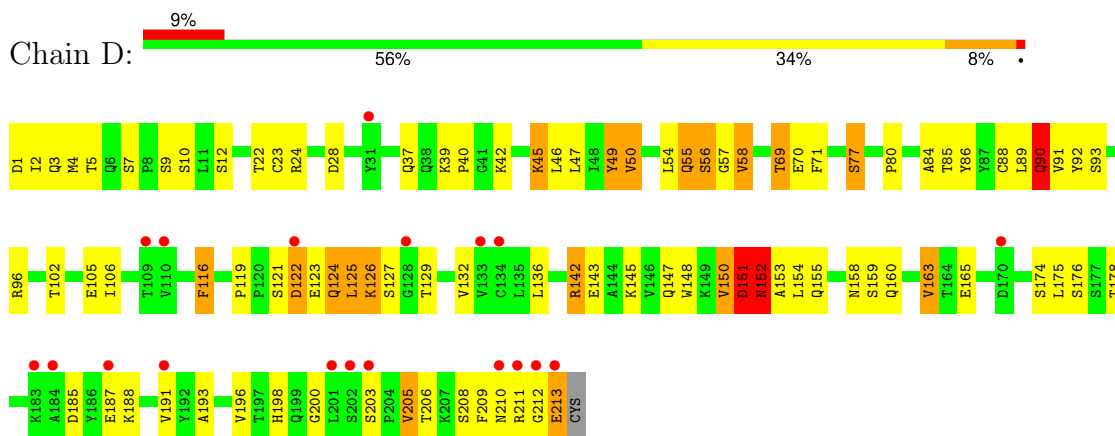 9%
Chain D:
56% 34% 8% •
D1 I2 Q3 M4 T5 Q6 S7 P8 S9 S10 L11 S12 T22 C23 R24 D28 Y31 Q37 Q38 K39 P40 G41 K42 K45 L46 L47 I48 Y49 V50 L54 Q55 S56 G57 V58 T69 E70 F71 S77 P80 A84 T85 Y86 Y87 C88 L89 Q90 V91 Y92 S93
R96 T102 E105 I106 T109 V110 F116 P119 P120 S121 D122 E123 Q124 L125 K126 S127 G128 T129 V132 V133 C134 L135 L136 R142 E143 A144 K145 V146 Q147 W148 K149 V150 D151 N152 A153 L154 Q155 N158 S159 Q160 V163 T164 E165 D170 S174 L175 S176 S177 T178
K183 A184 D185 Y186 E187 K188 V191 Y192 A193 V196 T197 H198 Q199 G200 L201 S202 S203 P204 V205 T206 K207 S208 F209 N210 R211 G212 E213 CYS